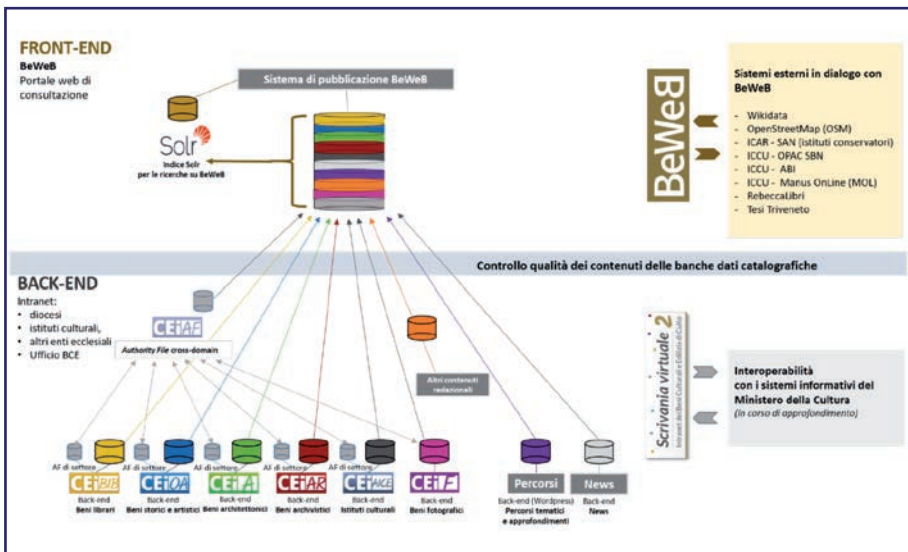 FRONT-END
BeWeB
Portale web di
consultazione
Sistema di pubblicazione BeWeB
Solr
Indice Solr
per le ricerche su BeWeB
BeWeB
Sistemi esterni in dialogo con
BeWeB
- Wikidata
- OpenStreetMap (OSM)
- ICAR - SAN (istituti conservatori)
- ICCU - OPAC SBN
- ICCU - ABI
- ICCU - Manus OnLine (MOL)
- RebeccaLibri
- Tesi Triveneto
Controllo qualità dei contenuti delle banche dati catalografiche
BACK-END
Intranet:
• diocesi
• istituti culturali,
• altri enti ecclesiali
• Ufficio BCE
CEiAF
Authority File cross-domain
Altri contenuti
redazionali
Scrivania virtuale 2
Intranet dei Beni Culturali e Edilizia di Culto
Interoperabilità
con i sistemi informativi del
Ministero della Cultura
(in corso di approfondimento)
AF di settore
AF di settore
AF di settore
AF di settore
AF di settore
CEiBIB
CEiOA
CEiA
CEiAR
CEiF
Percorsi
News
Back-end
Beni librari
Back-end
Beni storici e artistici
Back-end
Beni architettonici
Back-end
Beni archivistici
Back-end
Istituti culturali
Back-end
Beni fotografici
Back-end (Wordpress)
Percorsi tematici
e approfondimenti
Back-end
News